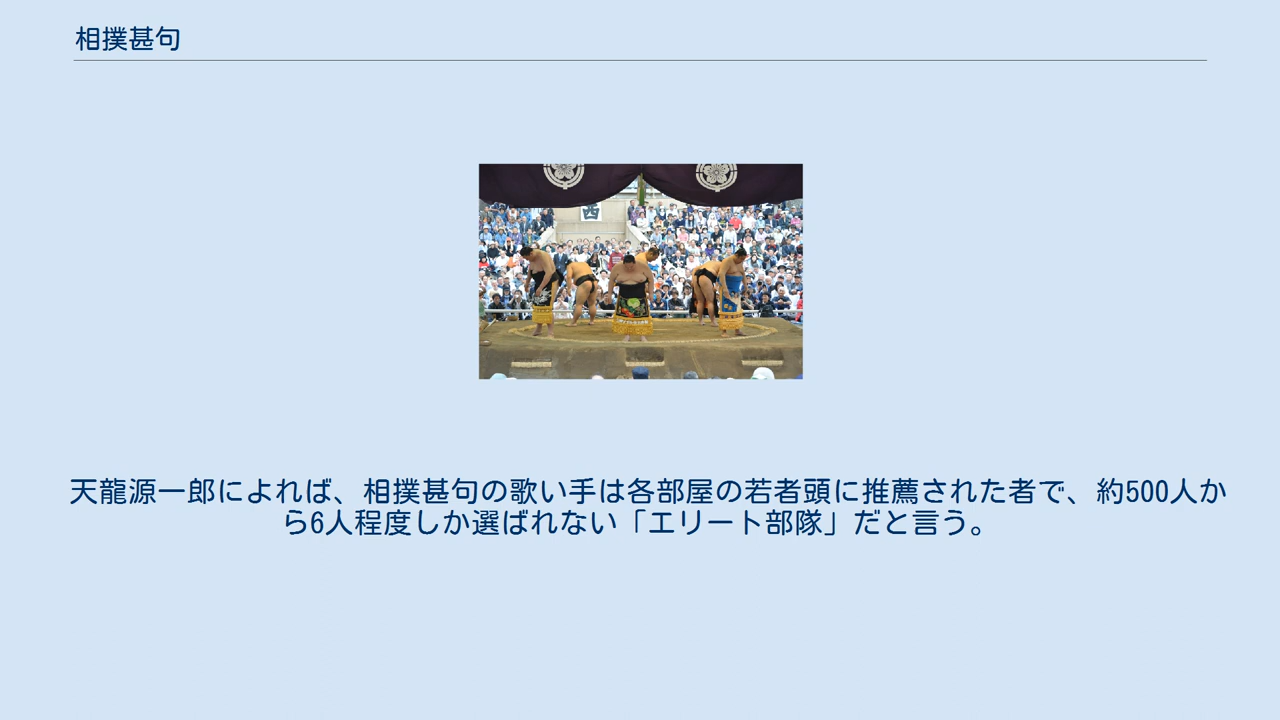 相撲甚句
西
天龍源一郎によれば、相撲甚句の歌い手は各部屋の若者頭に推薦された者で、約500人か
ら6人程度しか選ばれない「エリート部隊」だと言う。